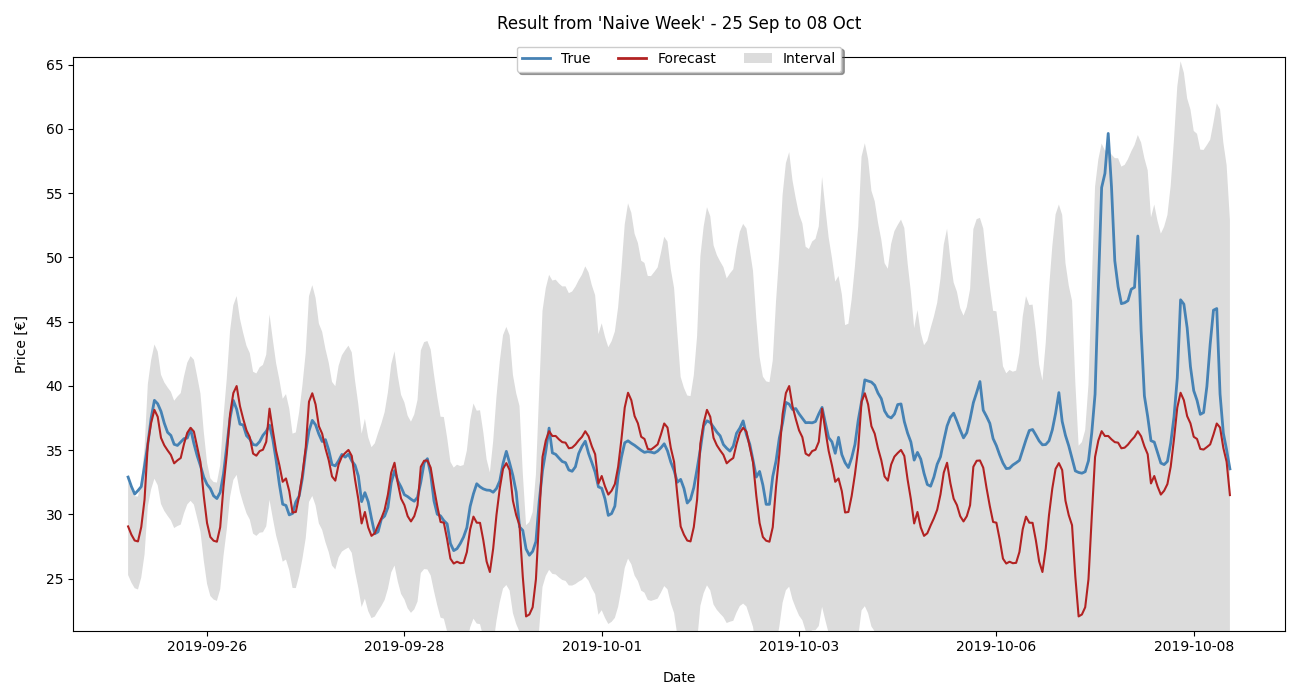 Result from 'Naive Week' - 25 Sep to 08 Oct
True Forecast Interval
65
60
55
50
45
40
35
30
25
Price [€]
2019-09-26 2019-09-28 2019-10-01 2019-10-03 2019-10-06 2019-10-08
Date